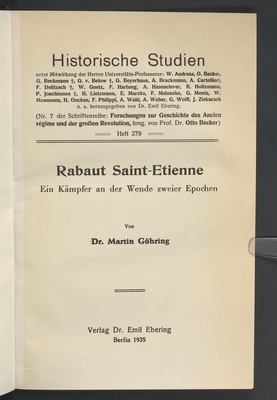 Historische Studien
unter Mitwirkung der Herren Universitäts-Professoren: W. Andreas, G. Becker,
G. Beckmann †, G. v. Below †, G. Beyerhaus, A. Brackmann, A. Cartellieri,
F. Delitzsch †, W. Goetz, F. Hartung, A. Hasenclever, R. Holtzmann,
P. Joachimsen †, H. Lietzmann, E. Marcks, F. Meinecke, G. Mentz, W.
Mommsen, H. Oncken, F. Philippi, A. Wahl, A. Weber, G. Wolff, J. Ziekursch
u. a. herausgegeben von Dr. Emil Ebering.
(Nr. 7 der Schriftenreihe: Forschungen zur Geschichte des Ancien
régime und der großen Revolution, hrsg. von Prof. Dr. Otto Becker)
Heft 279
Rabaut Saint-Etienne
Ein Kämpfer an der Wende zweier Epochen
Von
Dr. Martin Göhring
Verlag Dr. Emil Ebering
Berlin 1935